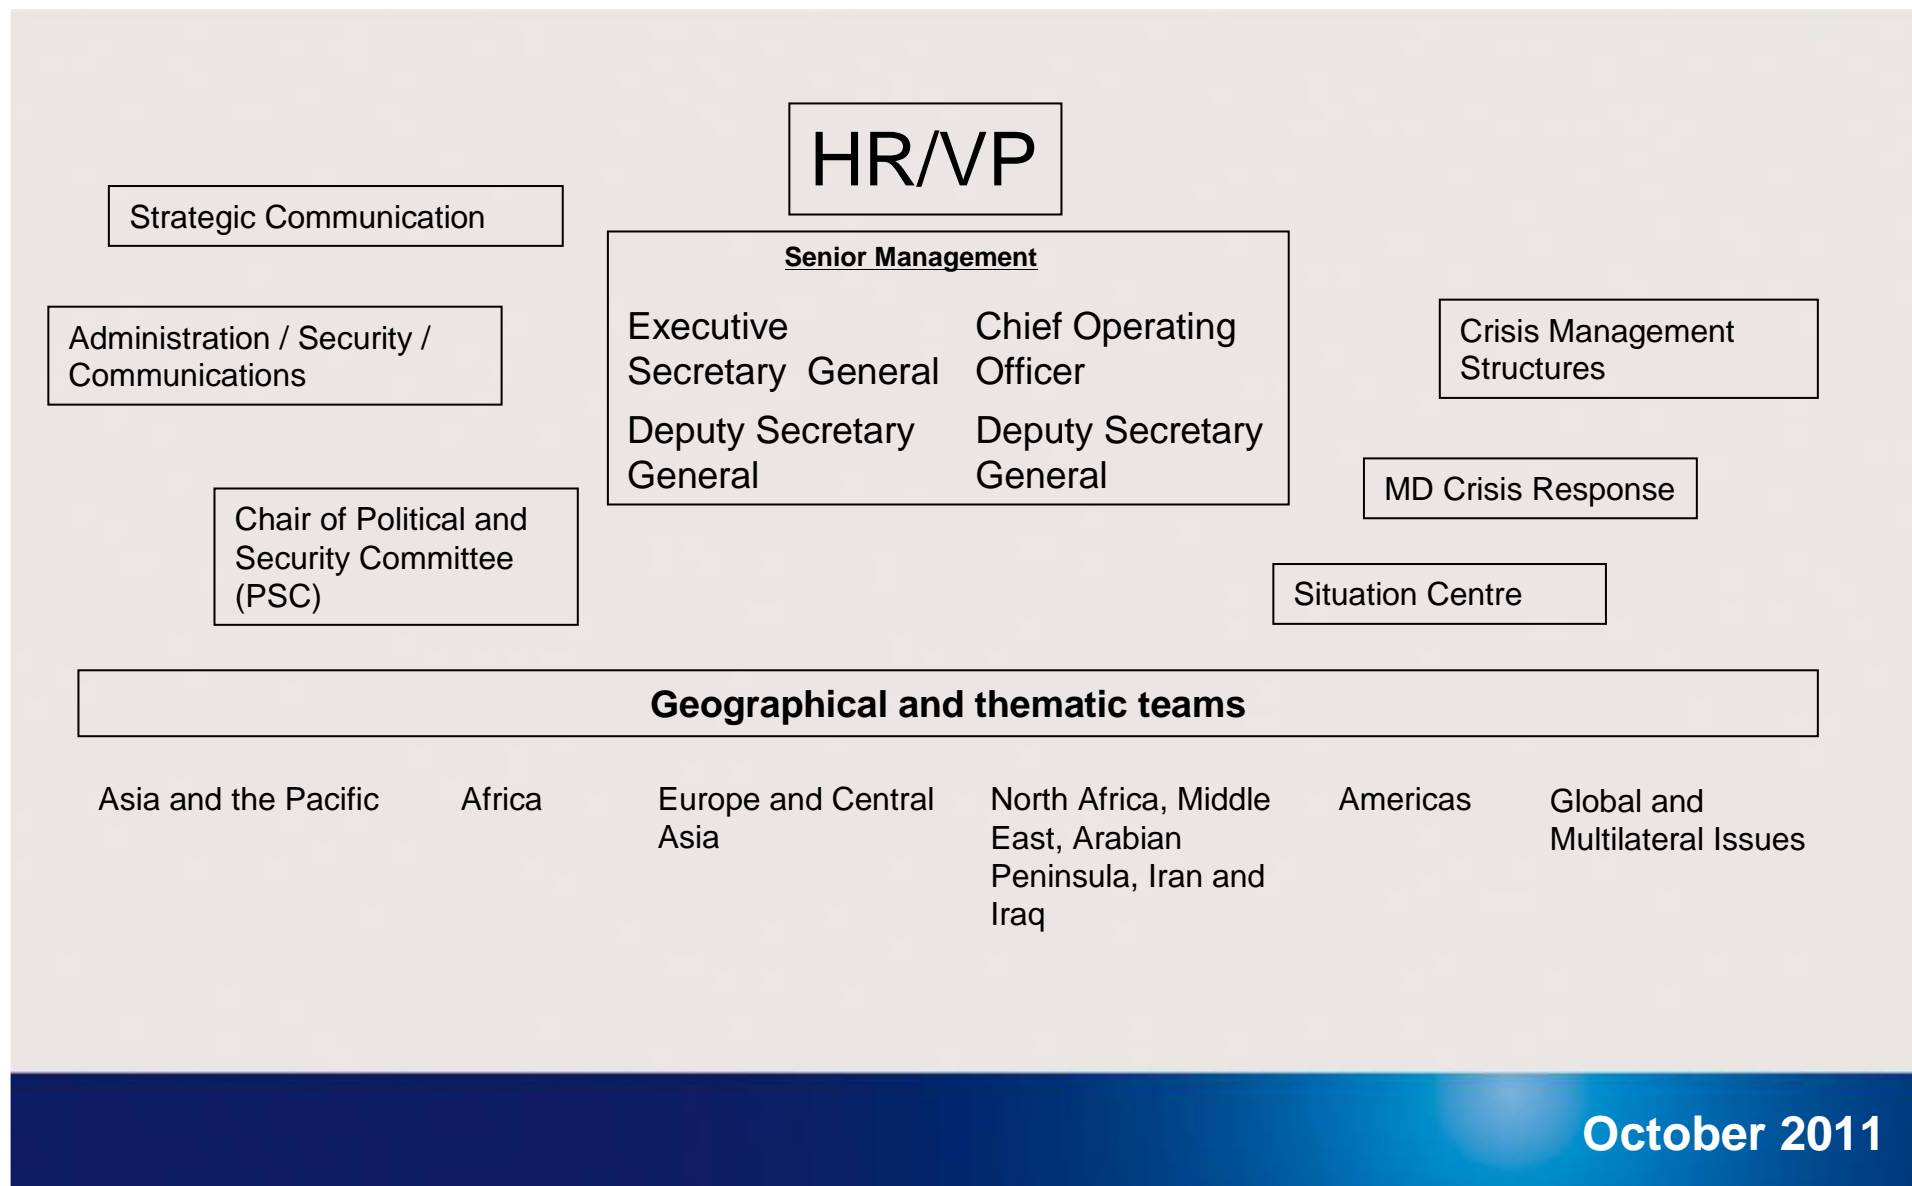 HR/VP
Strategic Communication
Senior Management
Administration / Security /
Communications
Executive
Secretary  General
Chief Operating
Officer
Deputy Secretary
General
Deputy Secretary
General
Crisis Management
Structures
MD Crisis Response
Chair of Political and
Security Committee
(PSC)
Situation Centre
Geographical and thematic teams
Asia and the Pacific
Africa
Europe and Central
Asia
North Africa, Middle
East, Arabian
Peninsula, Iran and
Iraq
Americas
Global and
Multilateral Issues
October 2011